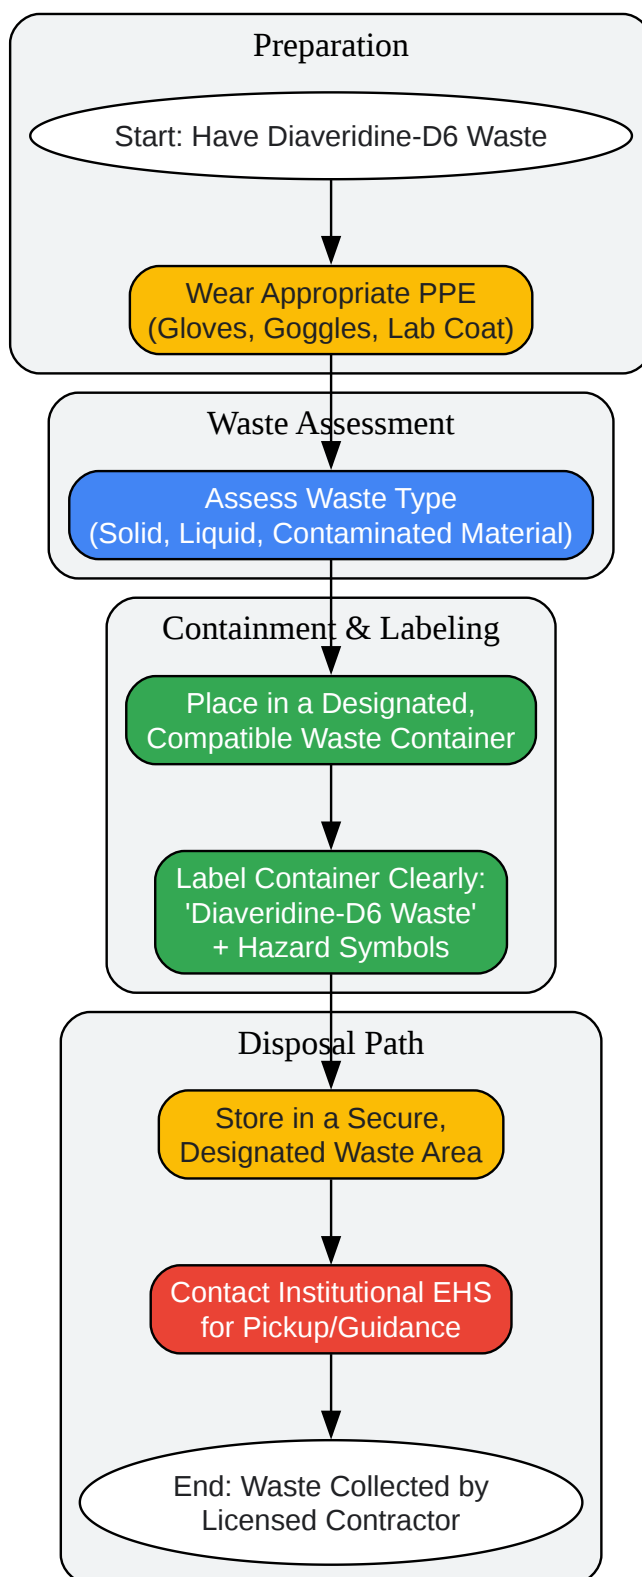 Preparation
Start: Have Diaveridine-D6 Waste
Wear Appropriate PPE
(Gloves, Goggles, Lab Coat)
Waste Assessment
Assess Waste Type
(Solid, Liquid, Contaminated Material)
Containment & Labeling
Place in a Designated,
Compatible Waste Container
Label Container Clearly:
'Diaveridine-D6 Waste'
+ Hazard Symbols
Disposal Path
Store in a Secure,
Designated Waste Area
Contact Institutional EHS
for Pickup/Guidance
End: Waste Collected by
Licensed Contractor